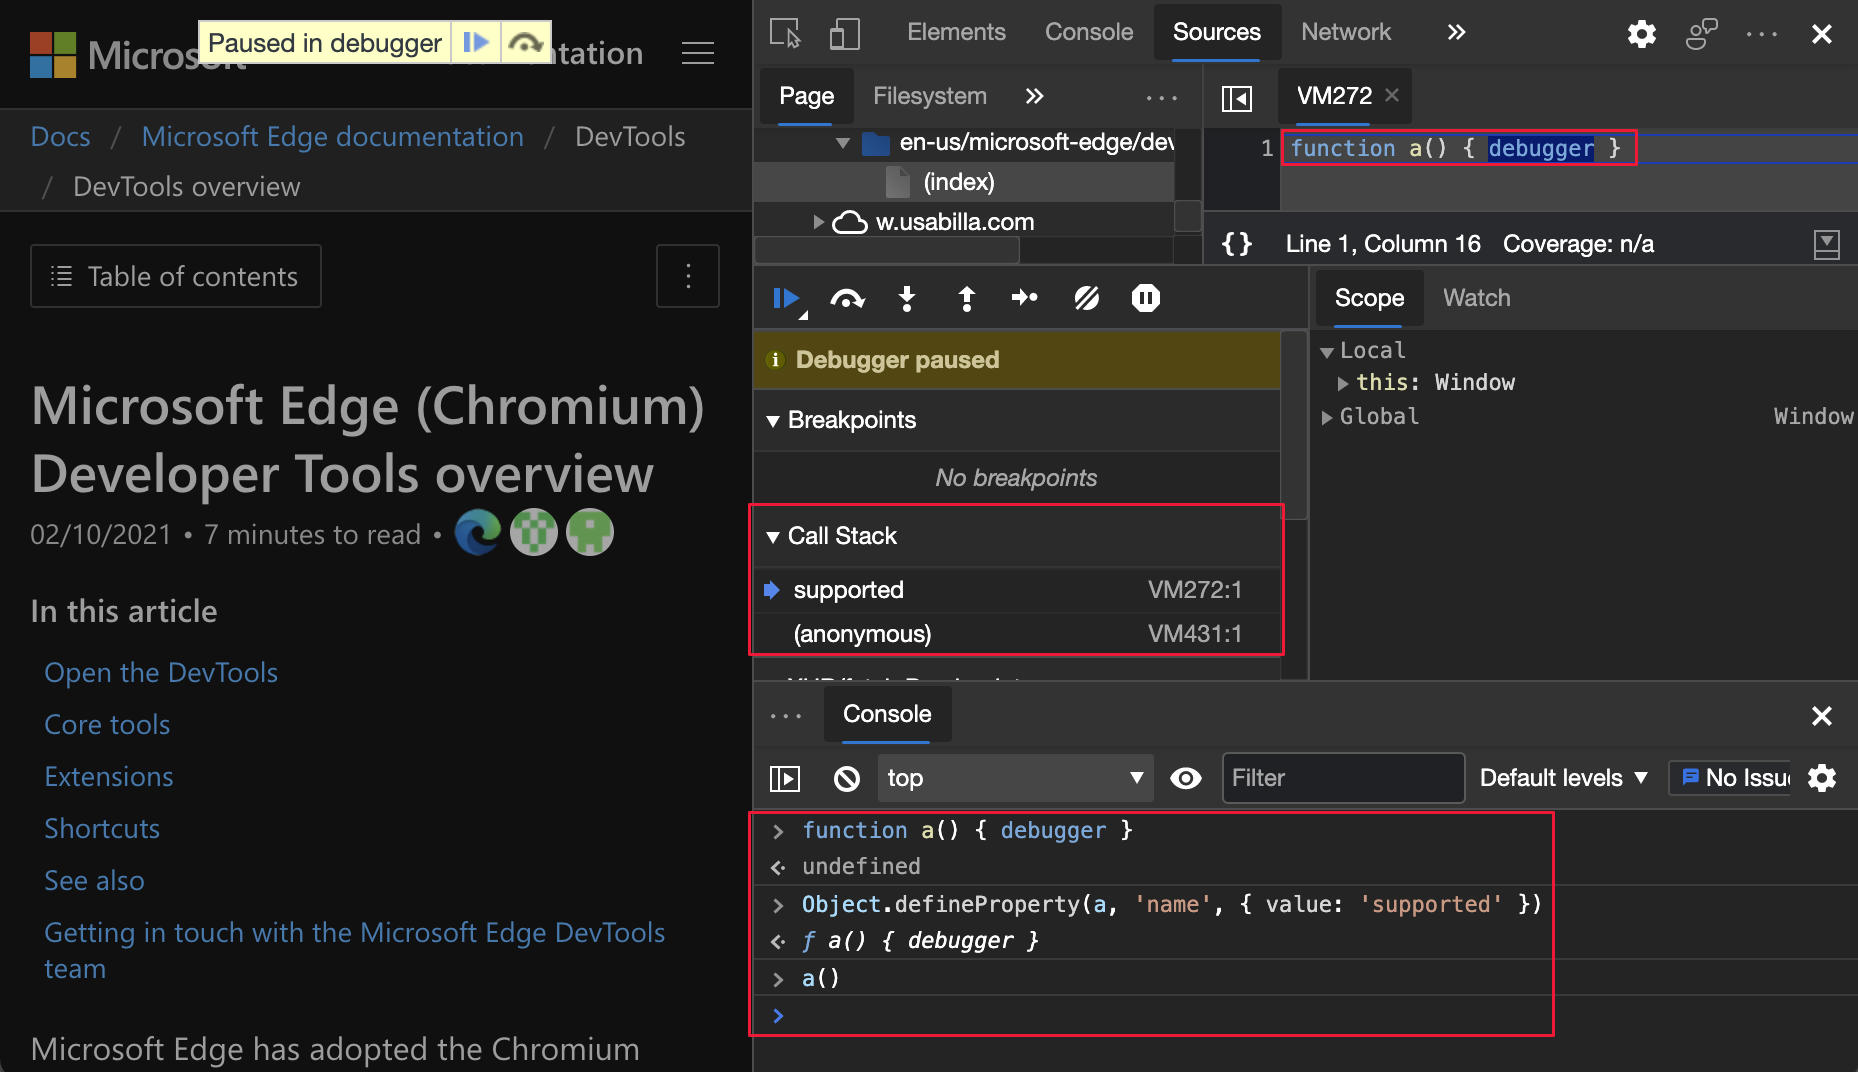 Paused in debugger
Micros
ntation
Docs / Microsoft Edge documentation / DevTools
/ DevTools overview
Table of contents
Microsoft Edge (Chromium)
Developer Tools overview
02/10/2021 • 7 minutes to read •
In this article
Open the DevTools
Core tools
Extensions
Shortcuts
See also
Getting in touch with the Microsoft Edge DevTools
team
Microsoft Edge has adopted the Chromium
Elements Console Sources Network
Page Filesystem
en-us/microsoft-edge/dev
(index)
w.usabilla.com
VM272
1 function a() { debugger }
{} Line 1, Column 16 Coverage: n/a
Debugger paused
Breakpoints
No breakpoints
Call Stack
supported VM272:1
(anonymous) VM431:1
Scope Watch
Local
this: Window
Global Window
Console
top Filter Default levels No Issue
> function a() { debugger }
undefined
> Object.defineProperty(a, 'name', { value: 'supported' })
ƒ a() { debugger }
> a()
>